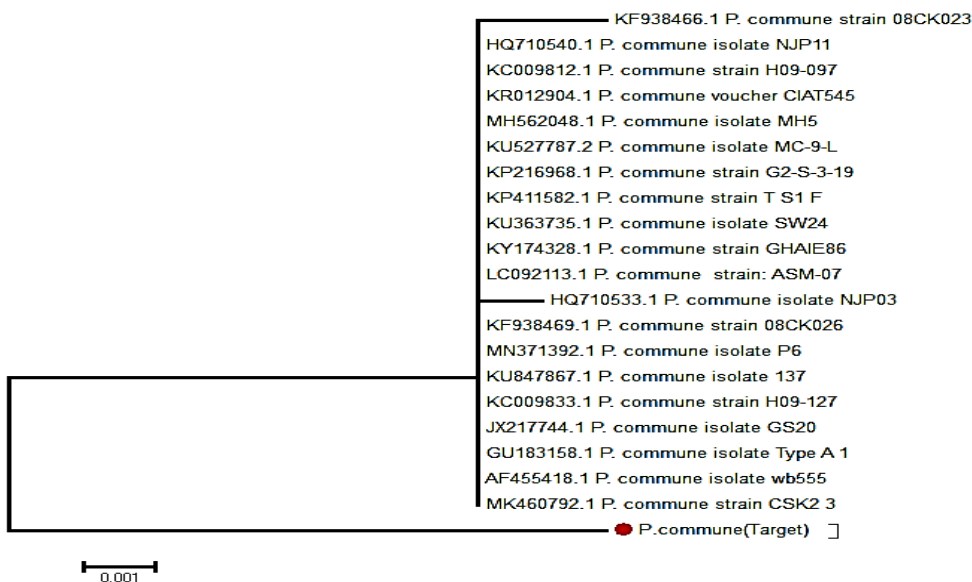 KF938466.1 P. commune strain 08CK023
HQ710540.1 P. commune isolate NJP11
KC009812.1 P. commune strain H09-097
KR012904.1 P. commune voucher CIAT545
MH562048.1 P. commune isolate MH5
KU527787.2 P. commune isolate MC-9-L
KP216968.1 P. commune strain G2-S-3-19
KP411582.1 P. commune strain T S1 F
KU363735.1 P. commune isolate SW24
KY174328.1 P. commune strain GHAIE86
LC092113.1 P. commune strain: ASM-07
HQ710533.1 P. commune isolate NJP03
KF938469.1 P. commune strain 08CK026
MN371392.1 P. commune isolate P6
KU847867.1 P. commune isolate 137
KC009833.1 P. commune strain H09-127
JX217744.1 P. commune isolate GS20
GU183158.1 P. commune isolate Type A 1
AF455418.1 P. commune isolate wb555
MK460792.1 P. commune strain CSK2 3
P.commune(Target)
0.001